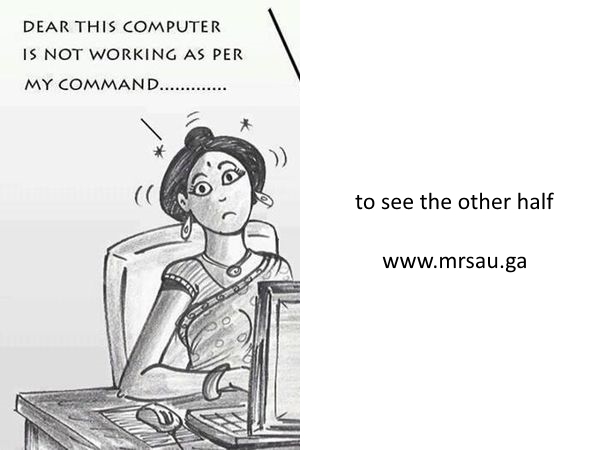 DEAR THIS COMPUTER
IS NOT WORKING AS PER
MY COMMAND.............
to see the other half
www.mrsau.ga